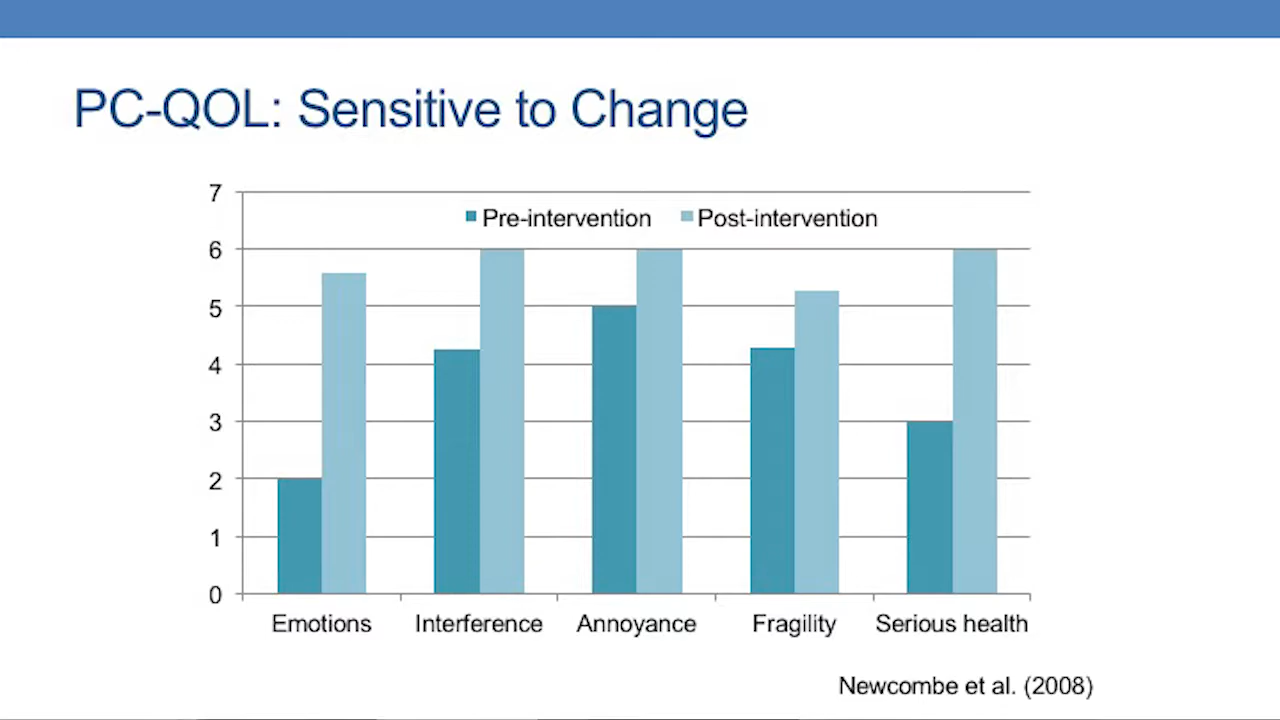 PC-QOL: Sensitive to Change
7
Pre-intervention Post-intervention
6
5
4
3
2
1
0
Emotions Interference Annoyance Fragility Serious health
Newcombe et al. (2008)